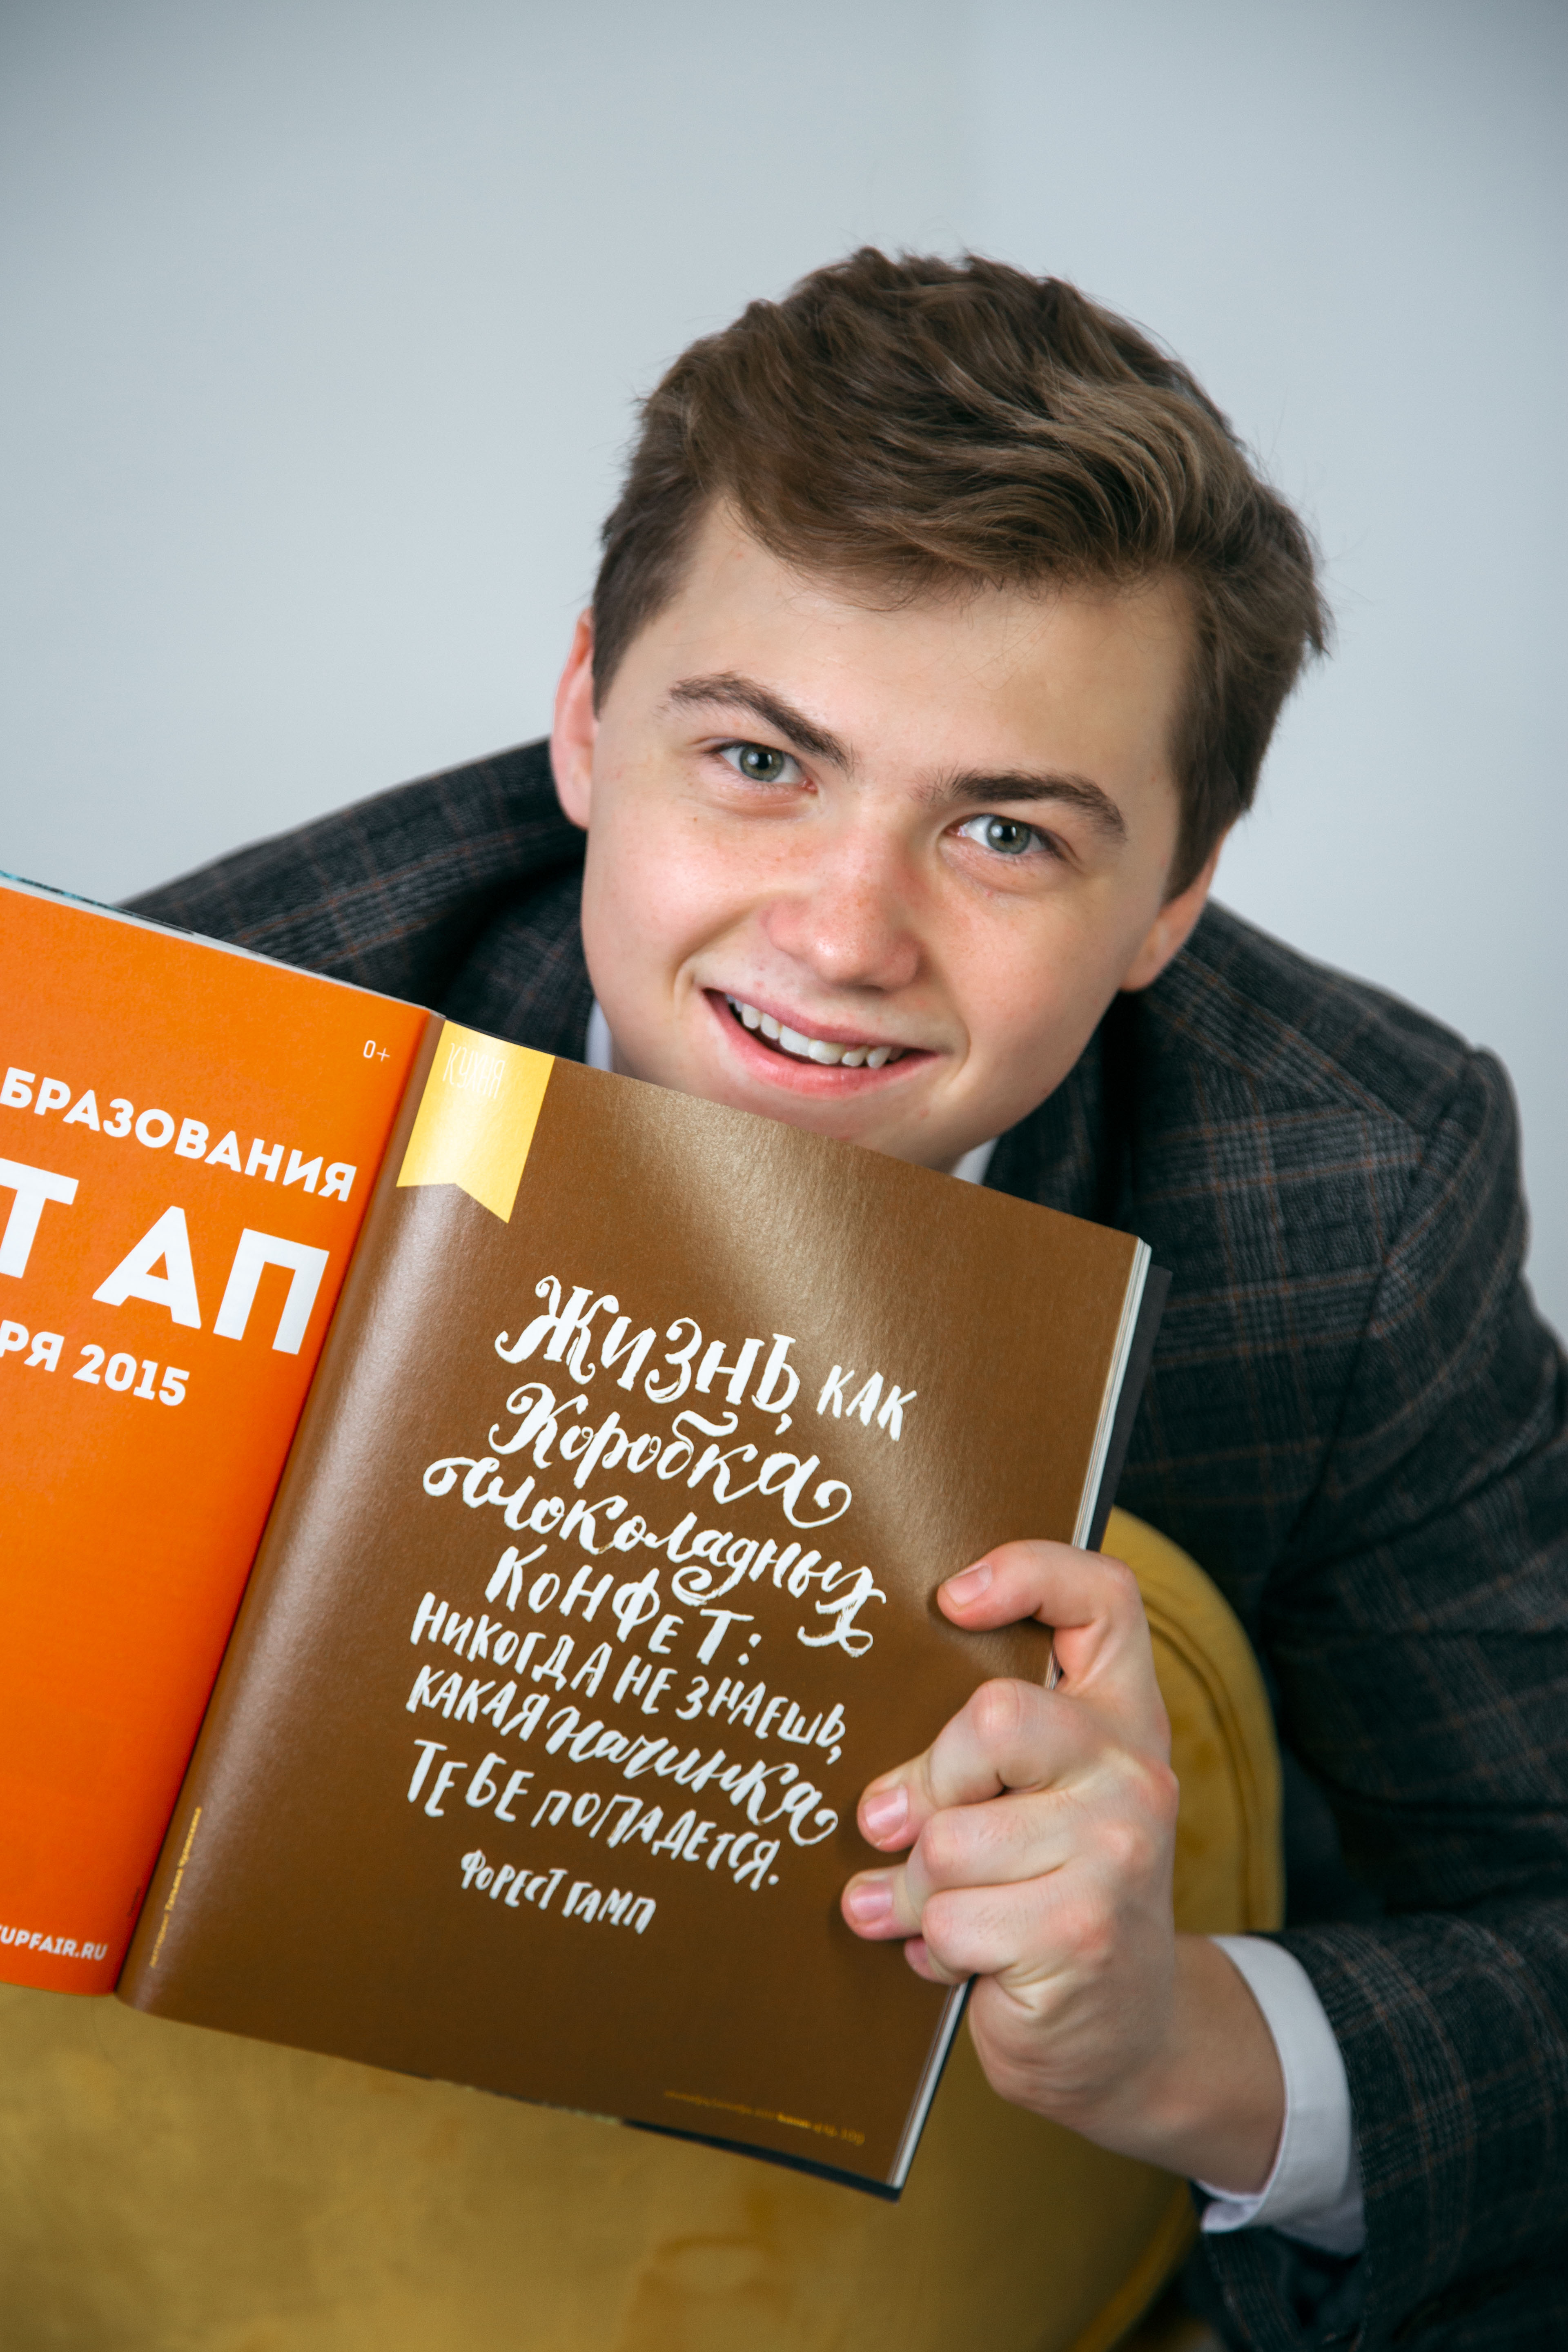 0+
БРАЗОВАНИЯ
Т АП
РЯ 2015
UPFAIR.RU
КУХНЯ
Жизнь, как
коробка
шоколадных
конфет:
никогда не знаешь,
какая начинка
тебе попадется.
Форест Гамп